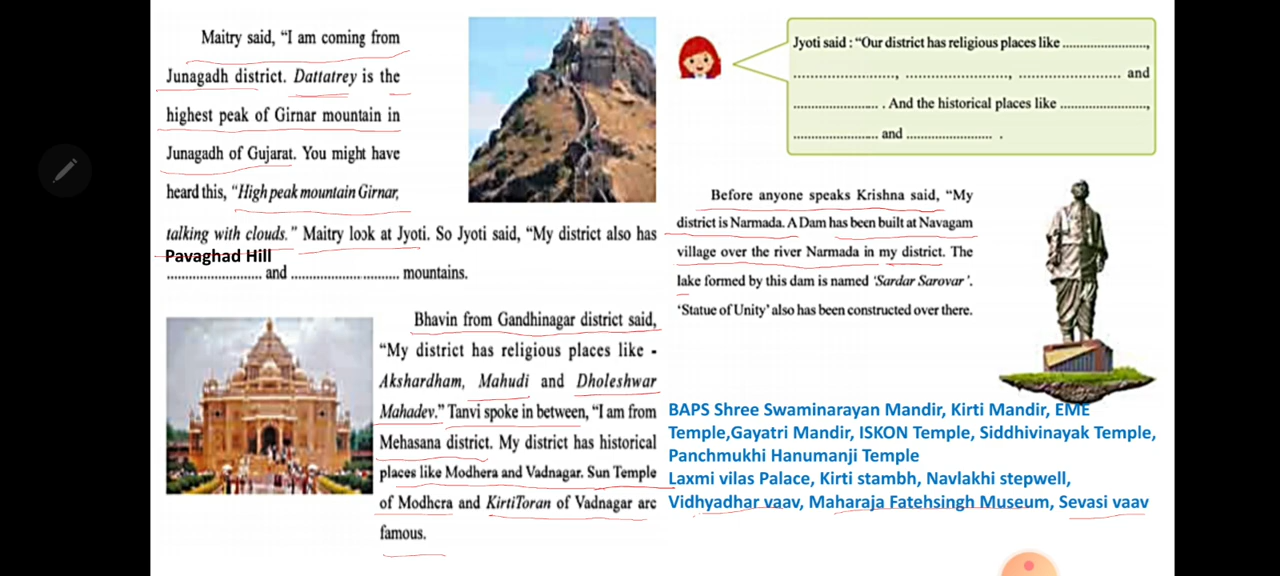 Maitry said, “I am coming from
Junagadh district. Dattatrey is the
highest peak of Girnar mountain in
Junagadh of Gujarat. You might have
heard this, “High peak mountain Girnar,
talking with clouds.” Maitry look at Jyoti. So Jyoti said, “My district also has
Pavaghad Hill
.......................... and .............................. mountains.
Bhavin from Gandhinagar district said,
“My district has religious places like -
Akshardham, Mahudi and Dholeshwar
Mahadev.” Tanvi spoke in between, “I am from
Mehasana district. My district has historical
places like Modhera and Vadnagar. Sun Temple
of Modhera and KirtiToran of Vadnagar are
famous.
Jyoti said : “Our district has religious places like ........................,
............................, ............................, ............................ and
........................ . And the historical places like ........................,
........................ and ........................ .
Before anyone speaks Krishna said, “My
district is Narmada. A Dam has been built at Navagam
village over the river Narmada in my district. The
lake formed by this dam is named ‘Sardar Sarovar’.
‘Statue of Unity’ also has been constructed over there.
BAPS Shree Swaminarayan Mandir, Kirti Mandir, EME
Temple,Gayatri Mandir, ISKON Temple, Siddhivinayak Temple,
Panchmukhi Hanumanji Temple
Laxmi vilas Palace, Kirti stambh, Navlakhi stepwell,
Vidhyadhar vaav, Maharaja Fatehsingh Museum, Sevasi vaav